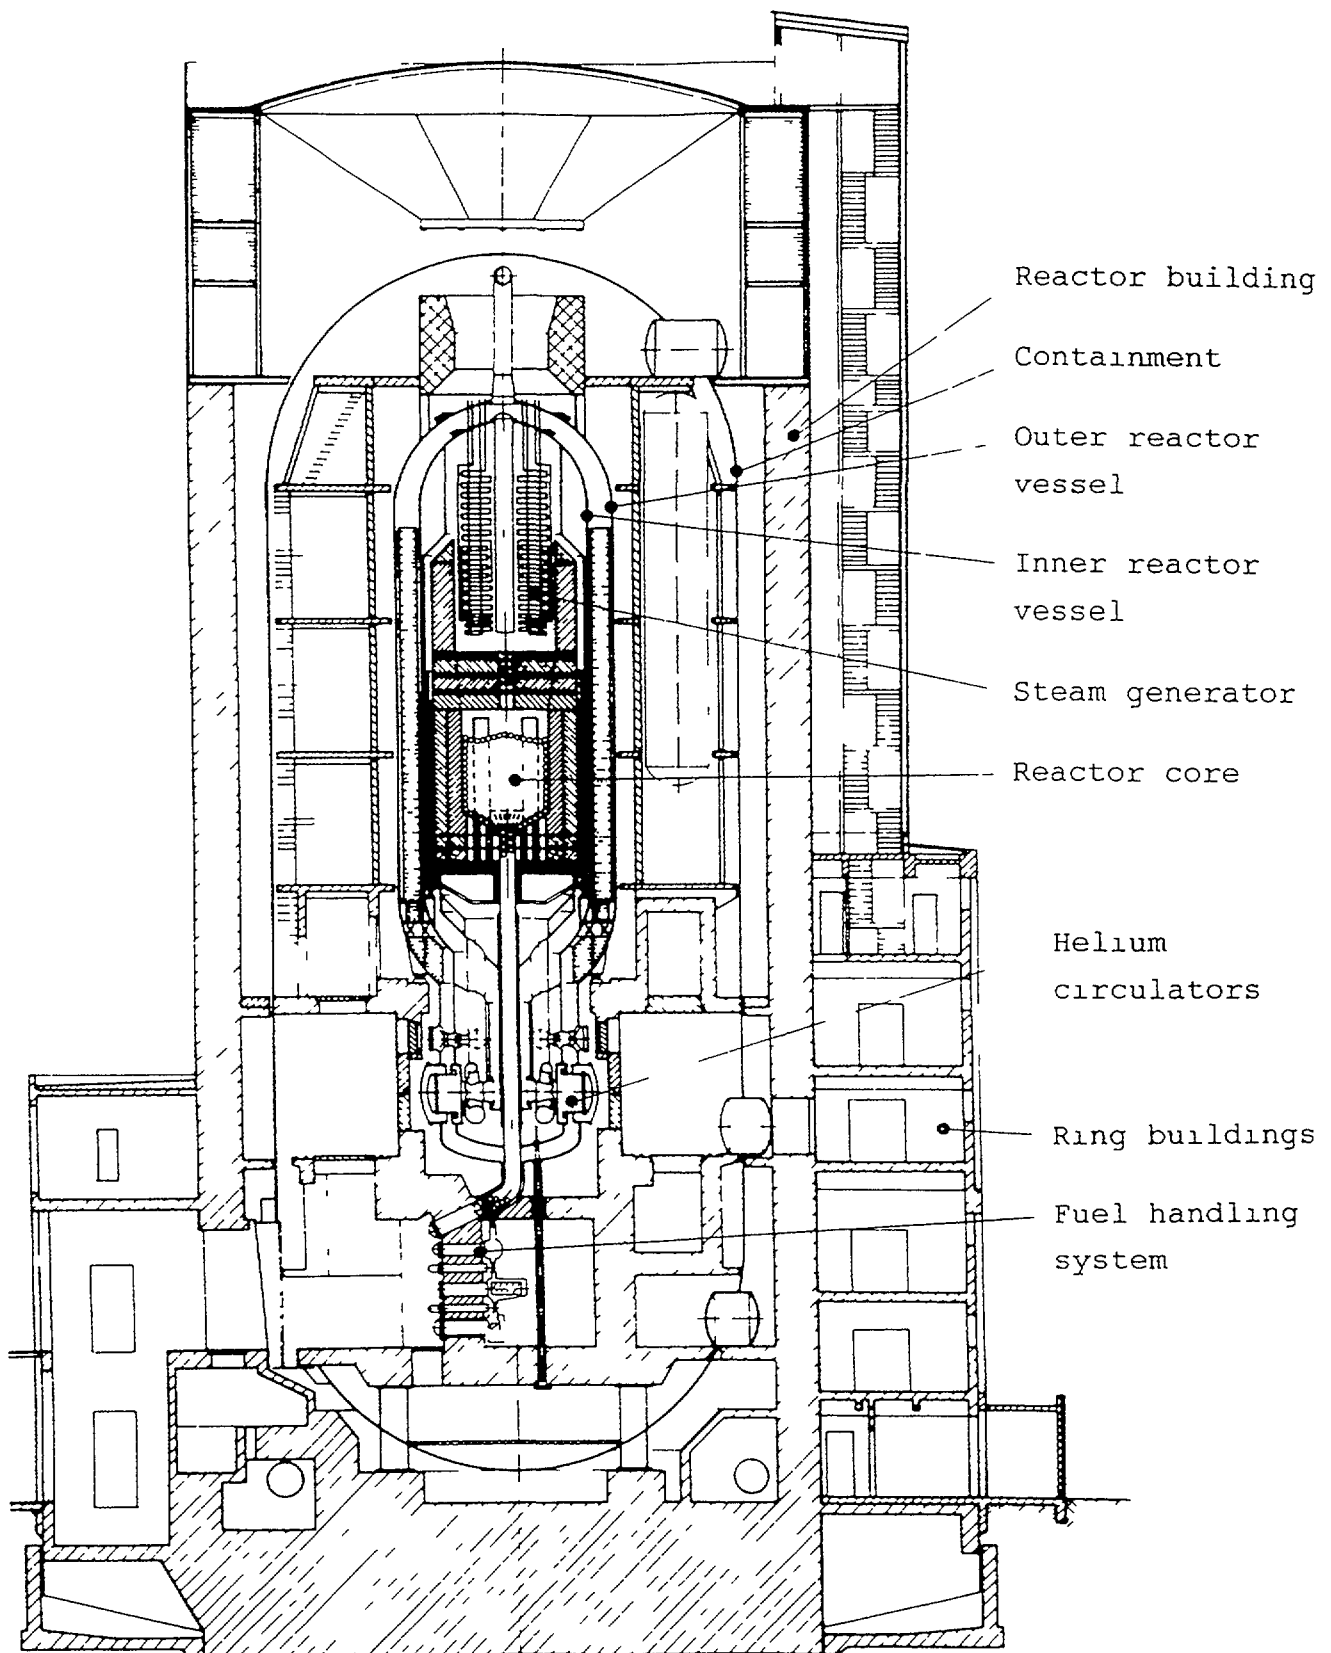 Reactor building
Containment
Outer reactor
vessel
Inner reactor
vessel
Steam generator
Reactor core
Helium
circulators
Ring buildings
Fuel handling
system